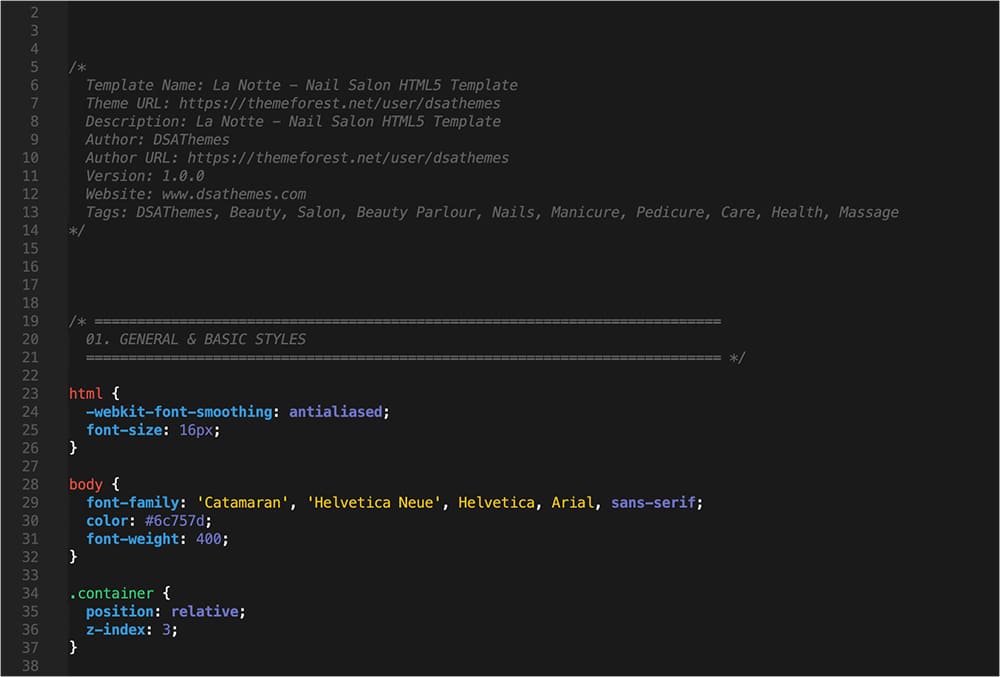 2
3
4
5 /*
6 Template Name: La Notte – Nail Salon HTML5 Template
7 Theme URL: https://themeforest.net/user/dsathemes
8 Description: La Notte – Nail Salon HTML5 Template
9 Author: DSAThemes
10 Author URL: https://themeforest.net/user/dsathemes
11 Version: 1.0.0
12 Website: www.dsathemes.com
13 Tags: DSAThemes, Beauty, Salon, Beauty Parlour, Nails, Manicure, Pedicure, Care, Health, Massage
14 */
15
16
17
18
19 /* ==========================================================================
20 01. GENERAL & BASIC STYLES
21 =========================================================================== */
22
23 html {
24 -webkit-font-smoothing: antialiased;
25 font-size: 16px;
26 }
27
28 body {
29 font-family: 'Catamaran', 'Helvetica Neue', Helvetica, Arial, sans-serif;
30 color: #6c757d;
31 font-weight: 400;
32 }
33
34 .container {
35 position: relative;
36 z-index: 3;
37 }
38